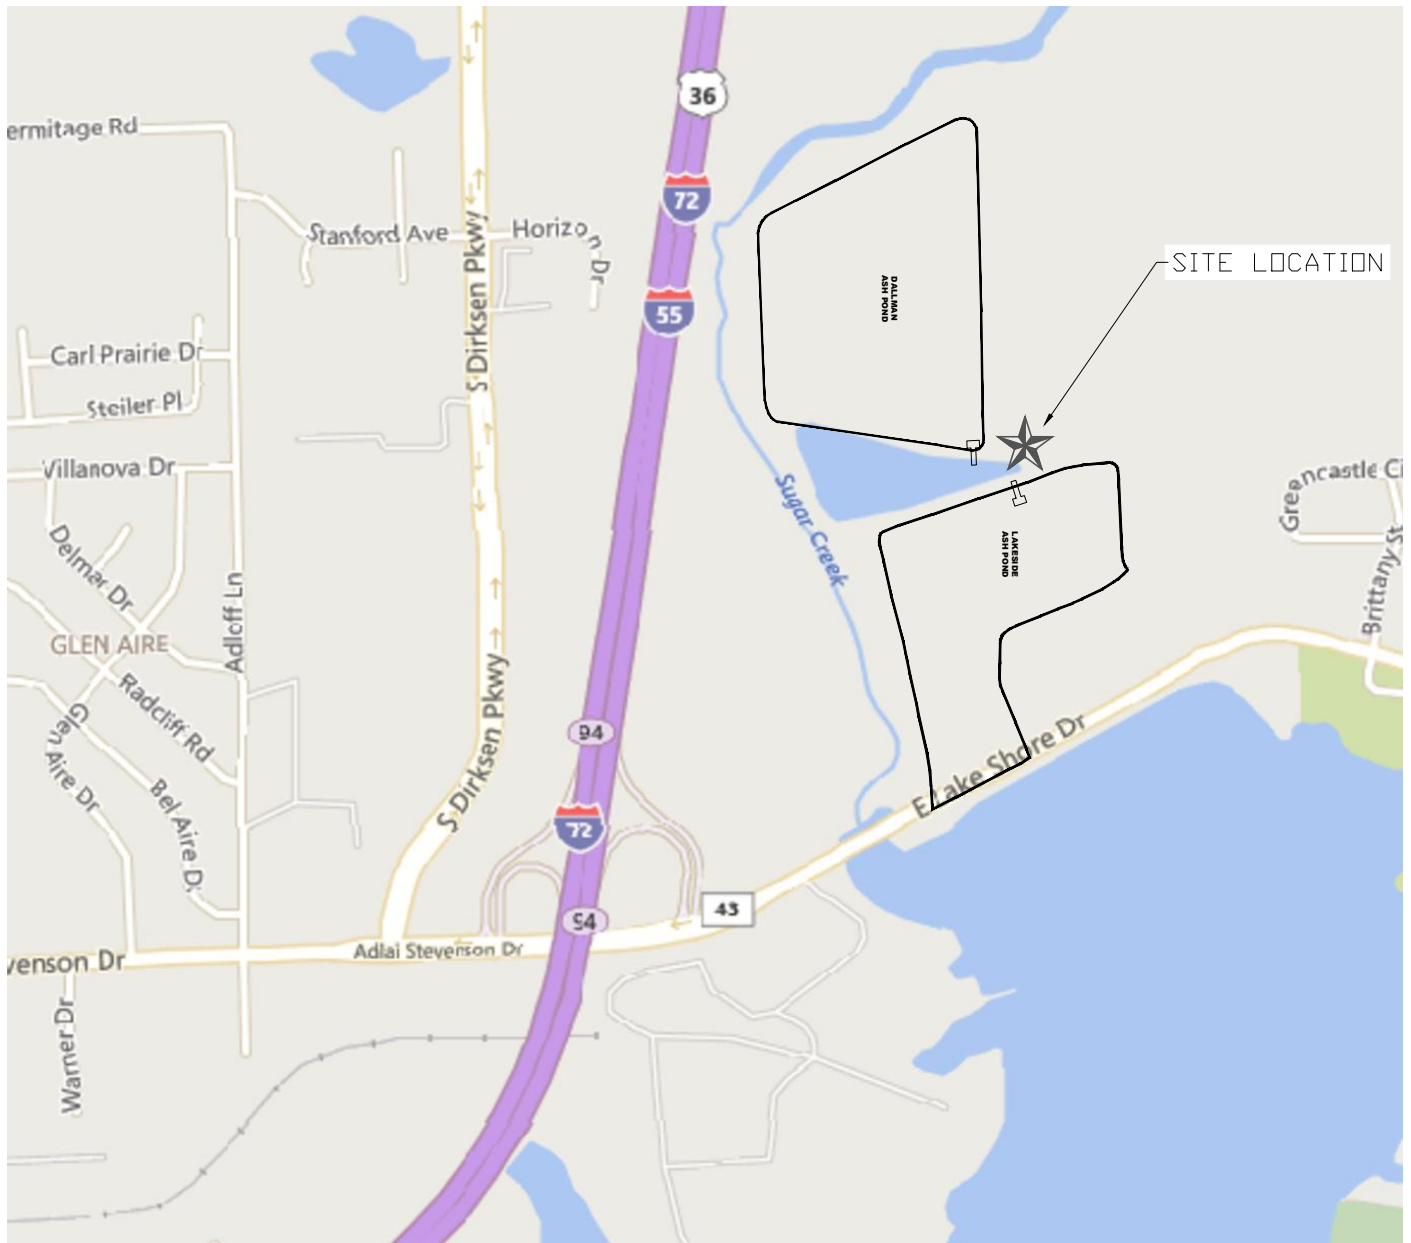 36
ermitage Rd
72
Stanford Ave
Horizon Dr
S Dirksen Pkwy
SITE LOCATION
DALLMAN
ASH POND
55
Carl Prairie Dr
Steiler Pl
Villanova Dr
Greencastle Ci
Sugar Creek
LAKESIDE
ASH POND
Brittany St
Delmar Dr
Adloff Ln
GLEN AIRE
Radcliff Rd
S Dirksen Pkwy
94
Glen Aire Dr
E Lake Shore Dr
Bel Aire D
72
43
94
Adlai Stevenson Dr
venson Dr
Warner Dr